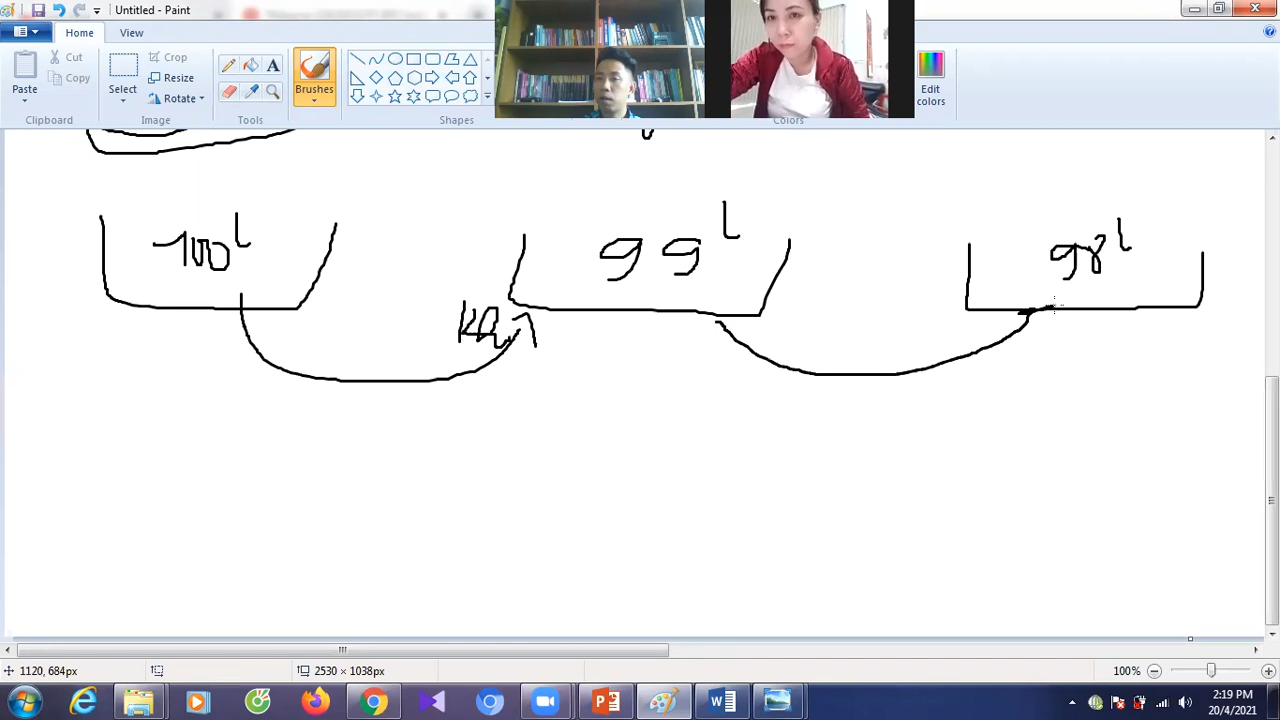 Untitled - Paint
Home
View
Paste
Cut
Copy
Clipboard
Select
Crop
Resize
Rotate
Image
Tools
Brushes
Shapes
Colors
Edit colors
100 l
99 l
98 l
KQ
1120, 684px
2530 × 1038px
100%
2:19 PM
20/4/2021